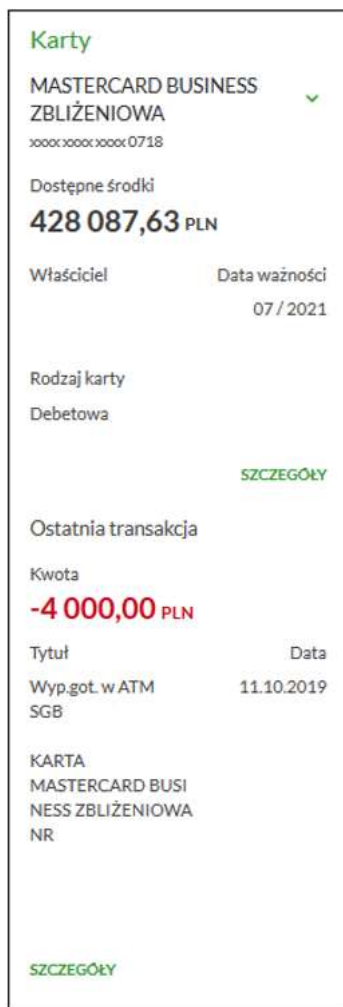 Karty
MASTERCARD BUSINESS
ZBLIŻENIOWA
xxxx xxxx xxxx 0718
Dostępne środki
428 087,63 PLN
Właściciel Data ważności
07 / 2021
Rodzaj karty
Debetowa
SZCZEGÓŁY
Ostatnia transakcja
Kwota
-4 000,00 PLN
Tytuł Data
Wyp.got. w ATM 11.10.2019
SGB
KARTA
MASTERCARD BUSI
NESS ZBLIŻENIOWA
NR
SZCZEGÓŁY